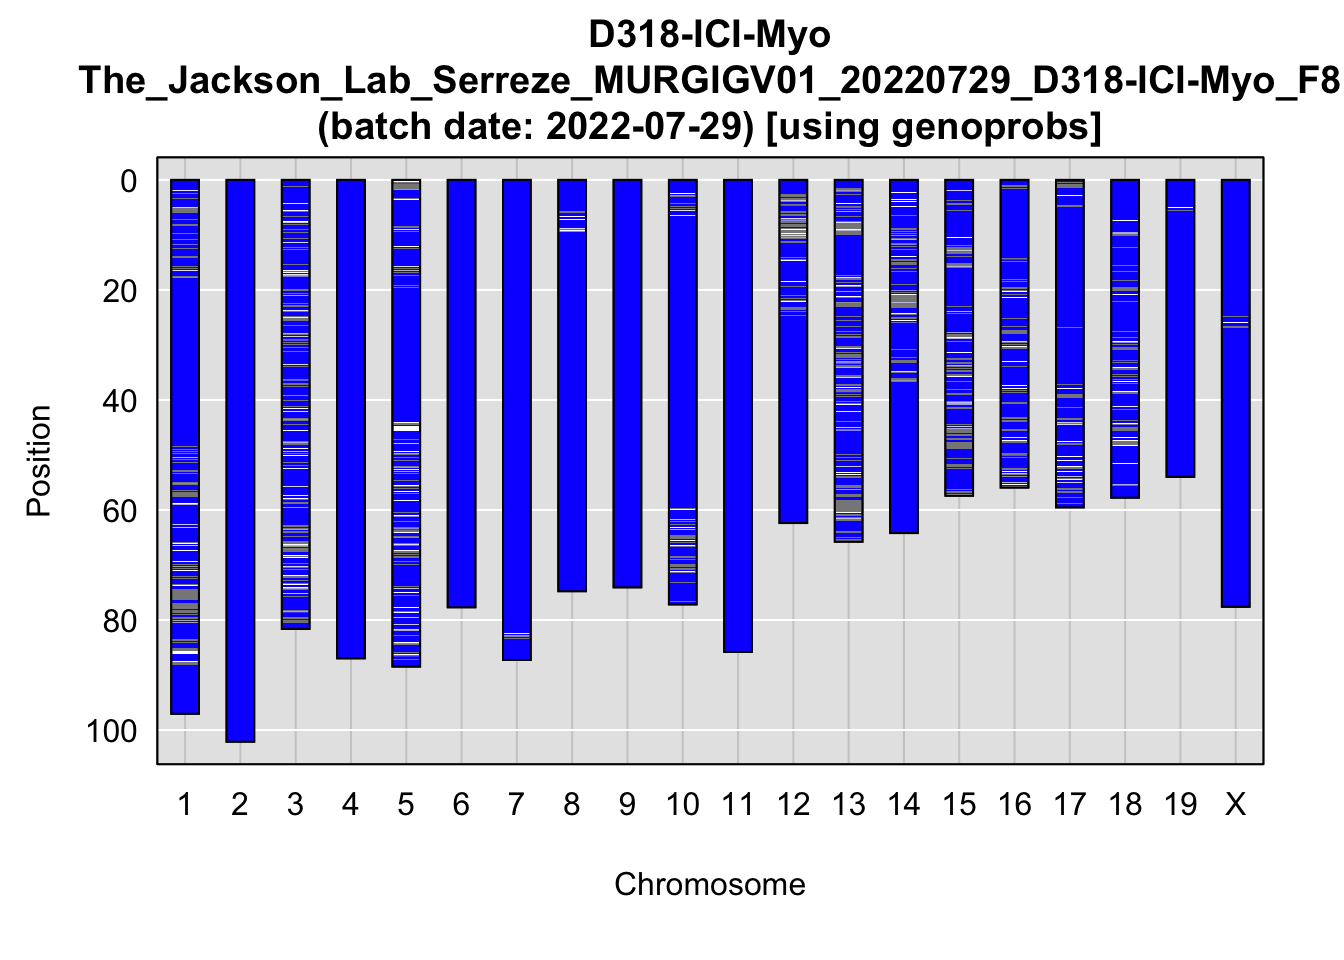 D318-ICI-Myo
The_Jackson_Lab_Serreze_MURGIGV01_20220729_D318-ICI-Myo_F8
(batch date: 2022-07-29) [using genoprobs]
0
20
40
60
80
100
Position
1 2 3 4 5 6 7 8 9 10 11 12 13 14 15 16 17 18 19 X
Chromosome